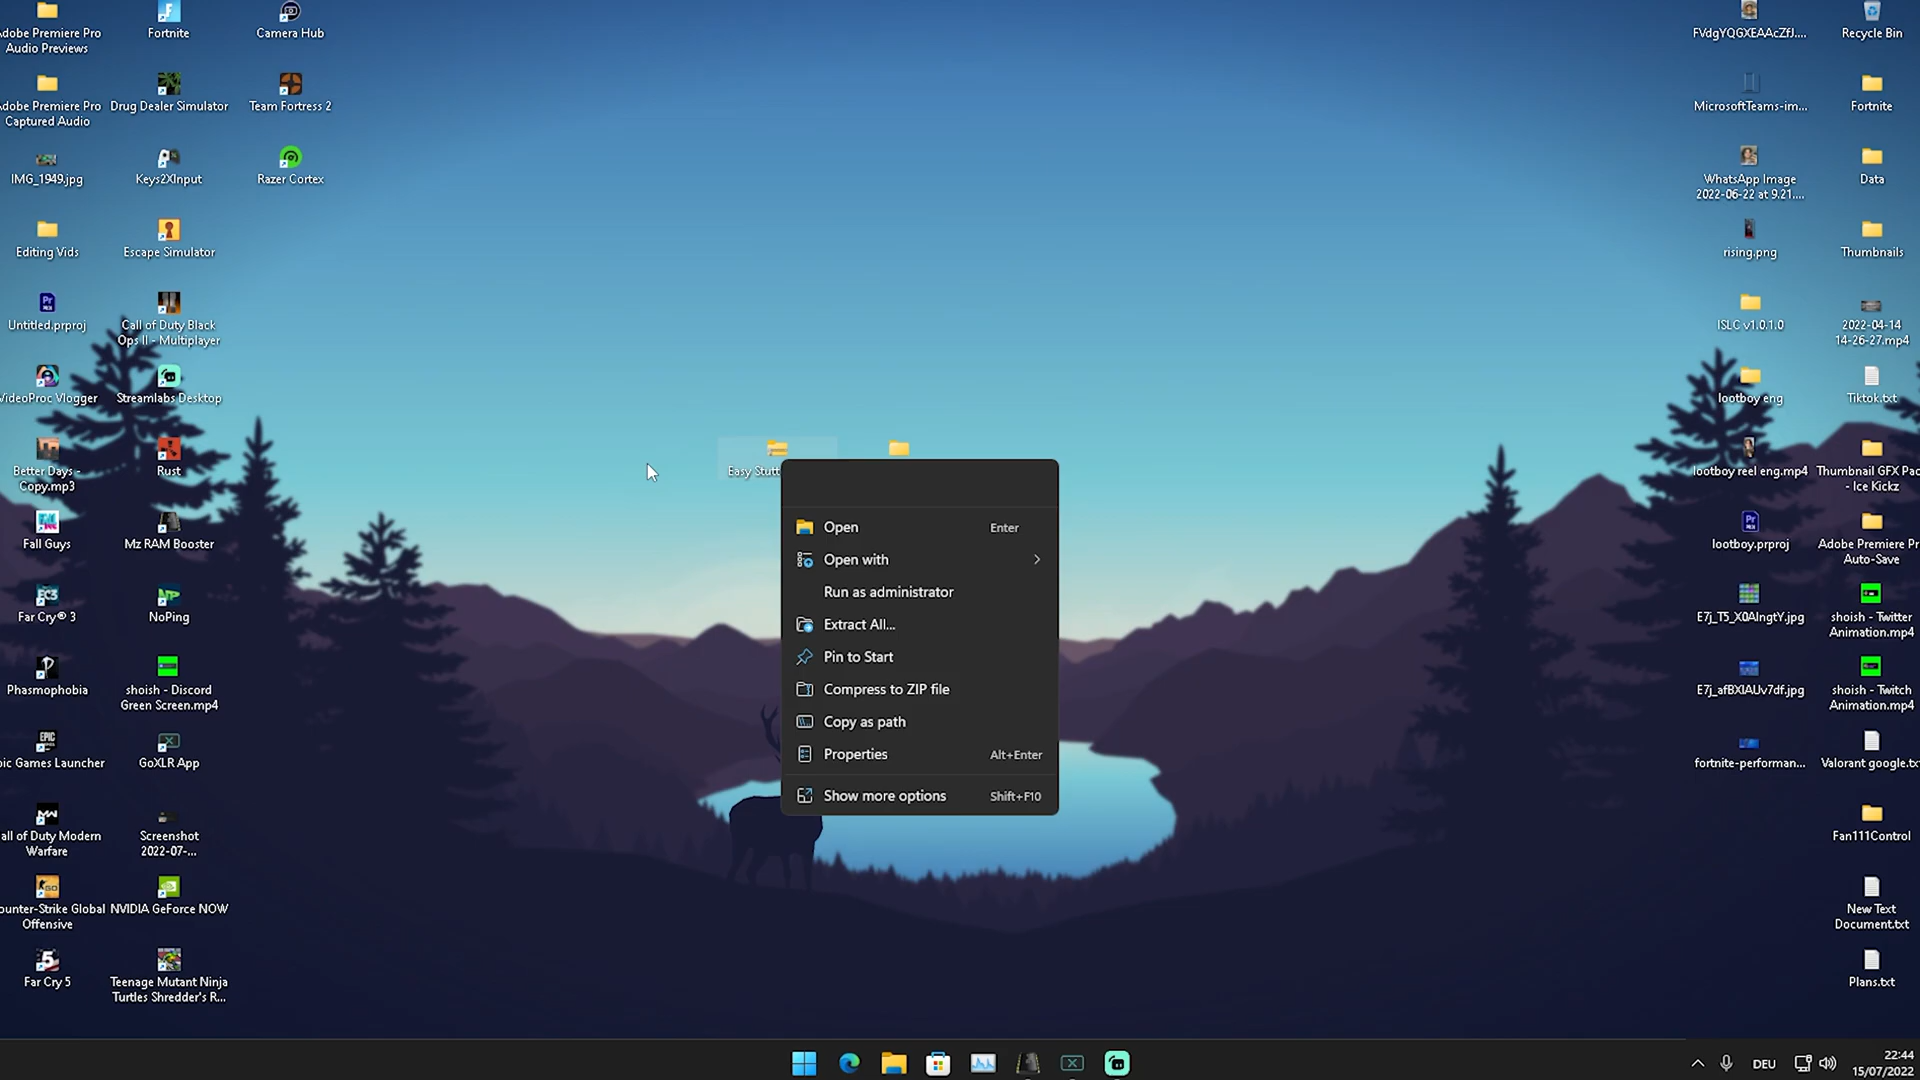 dobe Premiere Pro
Audio Previews
Fortnite
Camera Hub
dobe Premiere Pro
Captured Audio
Drug Dealer Simulator
Team Fortress 2
IMG_1949.jpg
Keys2XInput
Razer Cortex
Editing Vids
Escape Simulator
Untitled.prproj
Call of Duty Black
Ops II - Multiplayer
VideoProc Vlogger
Streamlabs Desktop
Better Days -
Copy.mp3
Rust
Fall Guys
Mz RAM Booster
Far Cry® 3
NoPing
Phasmophobia
shoish - Discord
Green Screen.mp4
pic Games Launcher
GoXLR App
all of Duty Modern
Warfare
Screenshot
2022-07-...
ounter-Strike Global
Offensive
NVIDIA GeForce NOW
Far Cry 5
Teenage Mutant Ninja
Turtles Shredder's R...
Easy Stutt
Open Enter
Open with
Run as administrator
Extract All...
Pin to Start
Compress to ZIP file
Copy as path
Properties Alt+Enter
Show more options Shift+F10
FVdgYQGXEAAcZfJ....
Recycle Bin
MicrosoftTeams-im...
Fortnite
WhatsApp Image
2022-06-22 at 9.21....
Data
rising.png
Thumbnails
ISLC v1.0.1.0
2022-04-14
14-26-27.mp4
lootboy eng
Tiktok.txt
lootboy reel eng.mp4
Thumbnail GFX Pac
- Ice Kickz
lootboy.prproj
Adobe Premiere Pr
Auto-Save
E7j_T5_X0AIngtY.jpg
shoish - Twitter
Animation.mp4
E7j_afBXIAUv7df.jpg
shoish - Twitch
Animation.mp4
fortnite-performan...
Valorant google.tx
Fan111Control
New Text
Document.txt
Plans.txt
DEU
22:44
15/07/2022